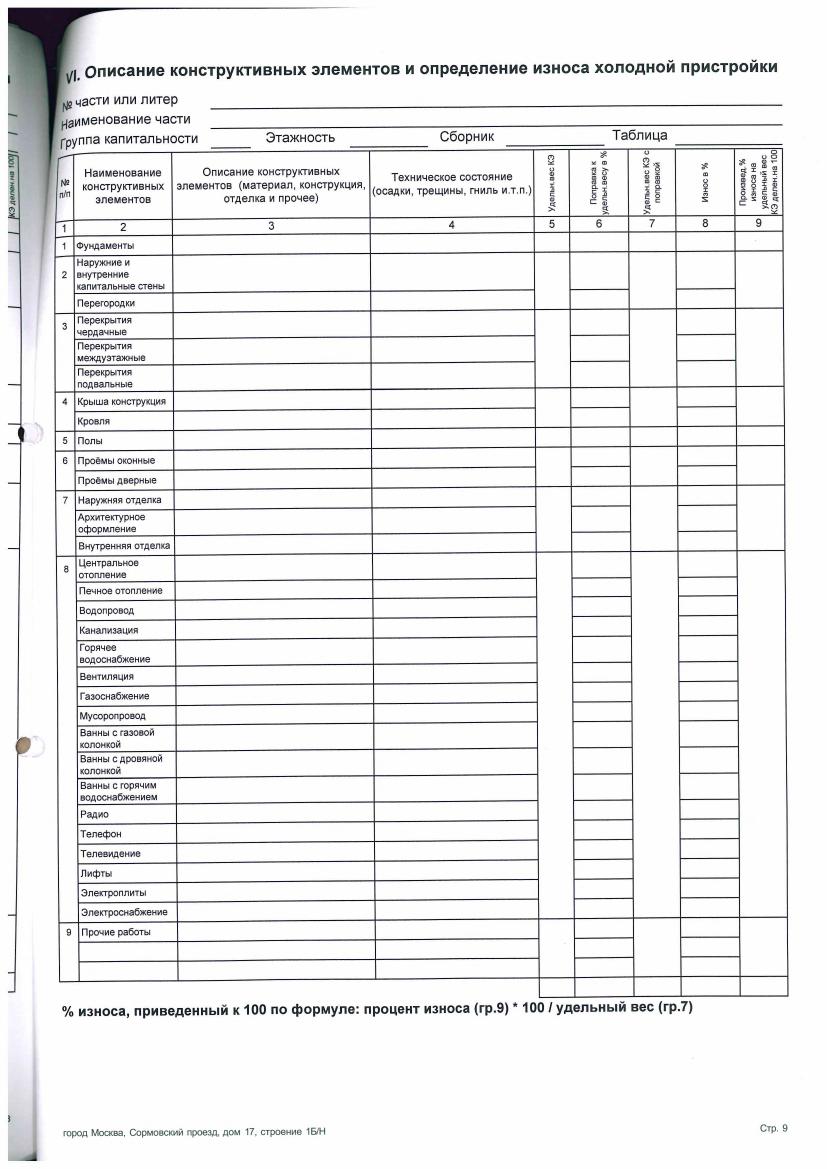 VI. Описание конструктивных элементов и определение износа холодной пристройки
№ части или литер
Наименование части
Группа капитальности Этажность Сборник Таблица
№ п/п
Наименование конструктивных элементов
Описание конструктивных элементов (материал, конструкция, отделка и прочее)
Техническое состояние (осадки, трещины, гниль и.т.п.)
Удельн.вес КЭ
Поправка к удельн.весу в %
Удельн.вес КЭ с поправкой
Износ в %
Произвед.% износа на удельный вес КЭ делен.на 100
КЭ делен.на 100
1 2 3 4 5 6 7 8 9
1 Фундаменты
2 Наружние и
внутренние
капитальные стены
Перегородки
3 Перекрытия
чердачные
Перекрытия
междуэтажные
Перекрытия
подвальные
4 Крыша конструкция
Кровля
5 Полы
6 Проёмы оконные
Проёмы дверные
7 Наружняя отделка
Архитектурное
оформление
Внутренняя отделка
8 Центральное
отопление
Печное отопление
Водопровод
Канализация
Горячее
водоснабжение
Вентиляция
Газоснабжение
Мусоропровод
Ванны с газовой
колонкой
Ванны с дровяной
колонкой
Ванны с горячим
водоснабжением
Радио
Телефон
Телевидение
Лифты
Электроплиты
Электроснабжение
9 Прочие работы
% износа, приведенный к 100 по формуле: процент износа (гр.9) * 100 / удельный вес (гр.7)
город Москва, Сормовский проезд, дом 17, строение 1Б/Н
Стр. 9